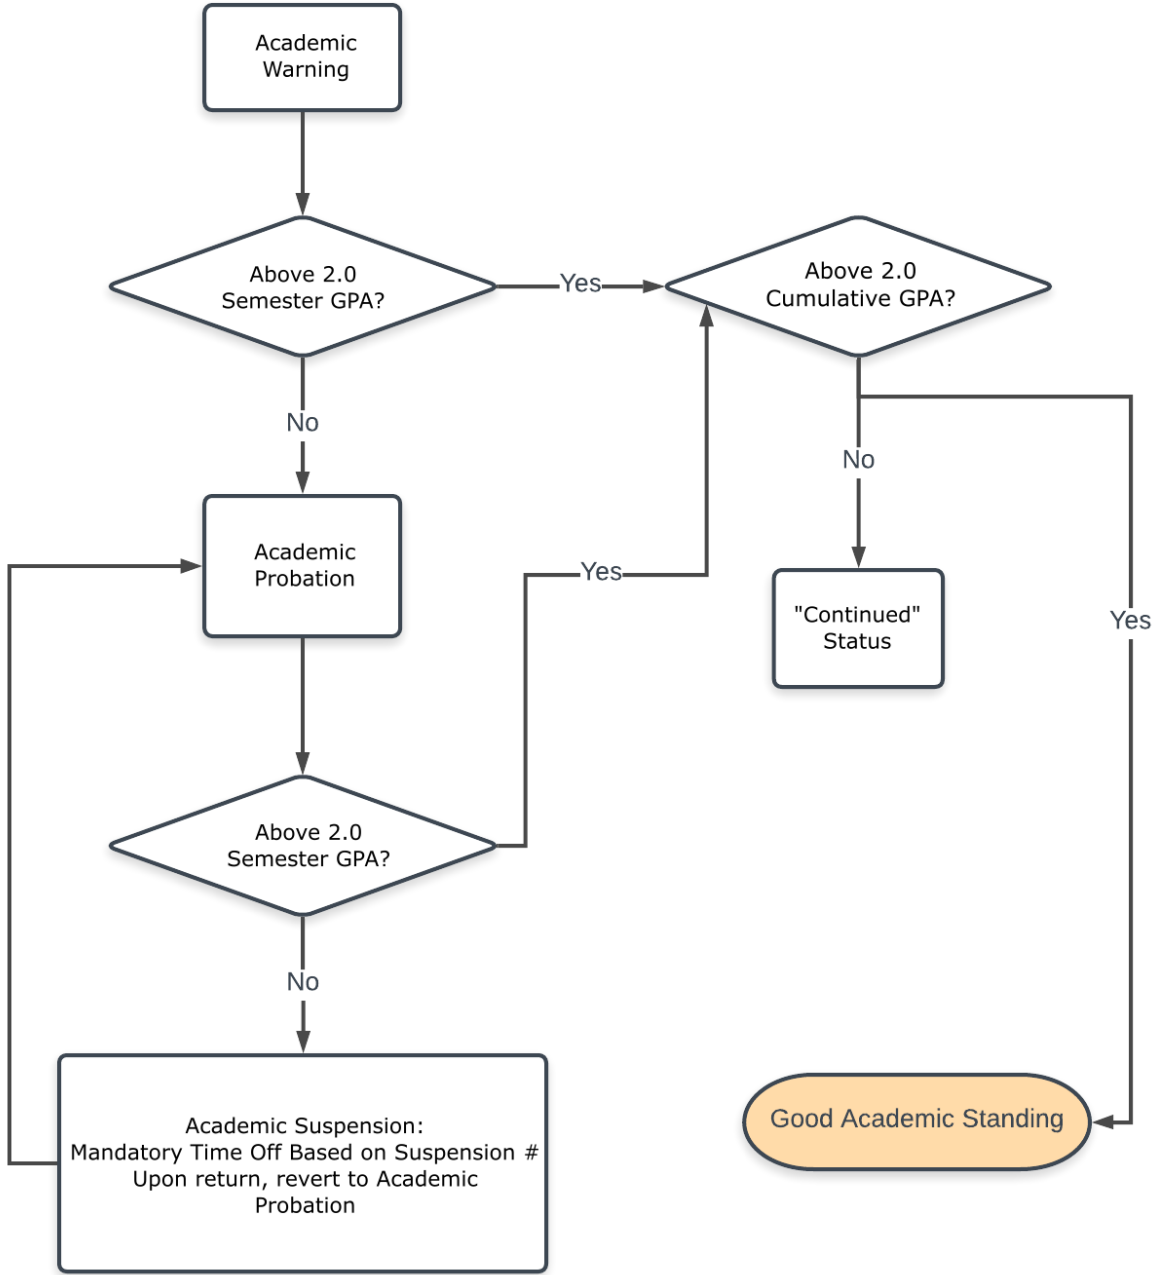 Academic
Warning
Above 2.0
Semester GPA?
Yes
Above 2.0
Cumulative GPA?
No
No
Academic
Probation
Yes
"Continued"
Status
Yes
Above 2.0
Semester GPA?
No
Academic Suspension:
Mandatory Time Off Based on Suspension #
Upon return, revert to Academic
Probation
Good Academic Standing